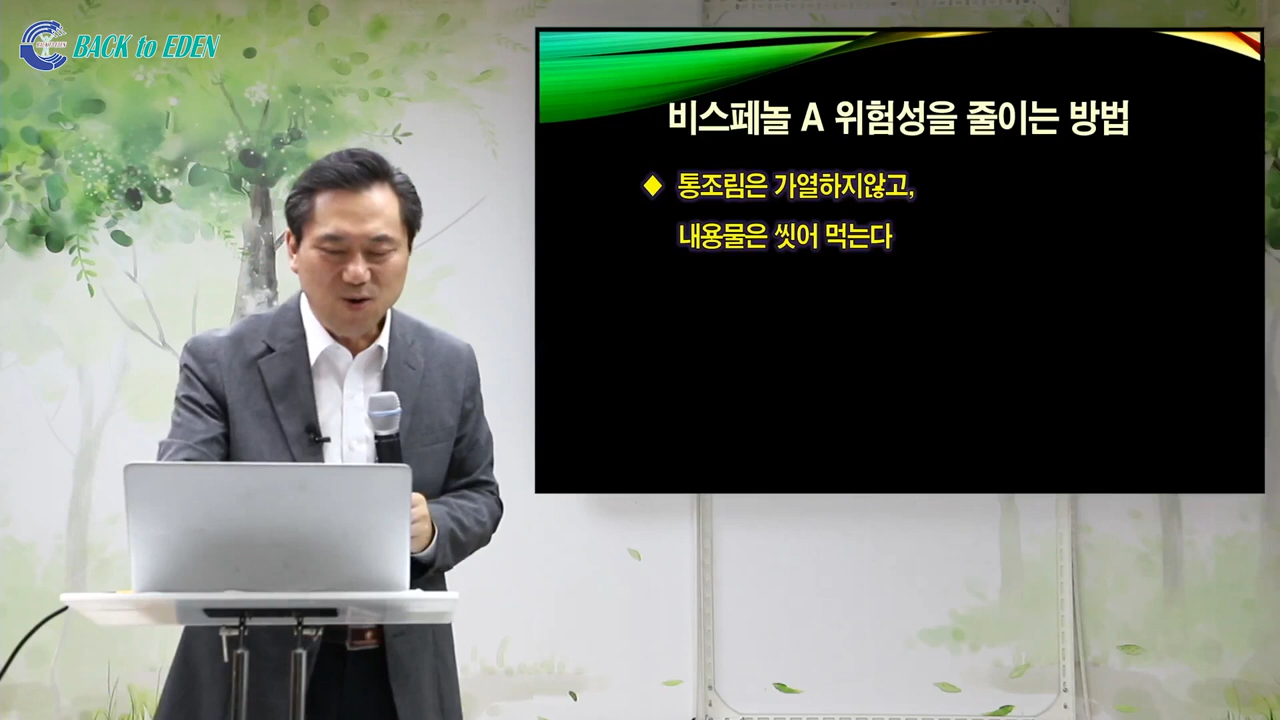 BACK to EDEN
비스페놀 A 위험성을 줄이는 방법
◆ 통조림은 가열하지않고,
내용물은 씻어 먹는다